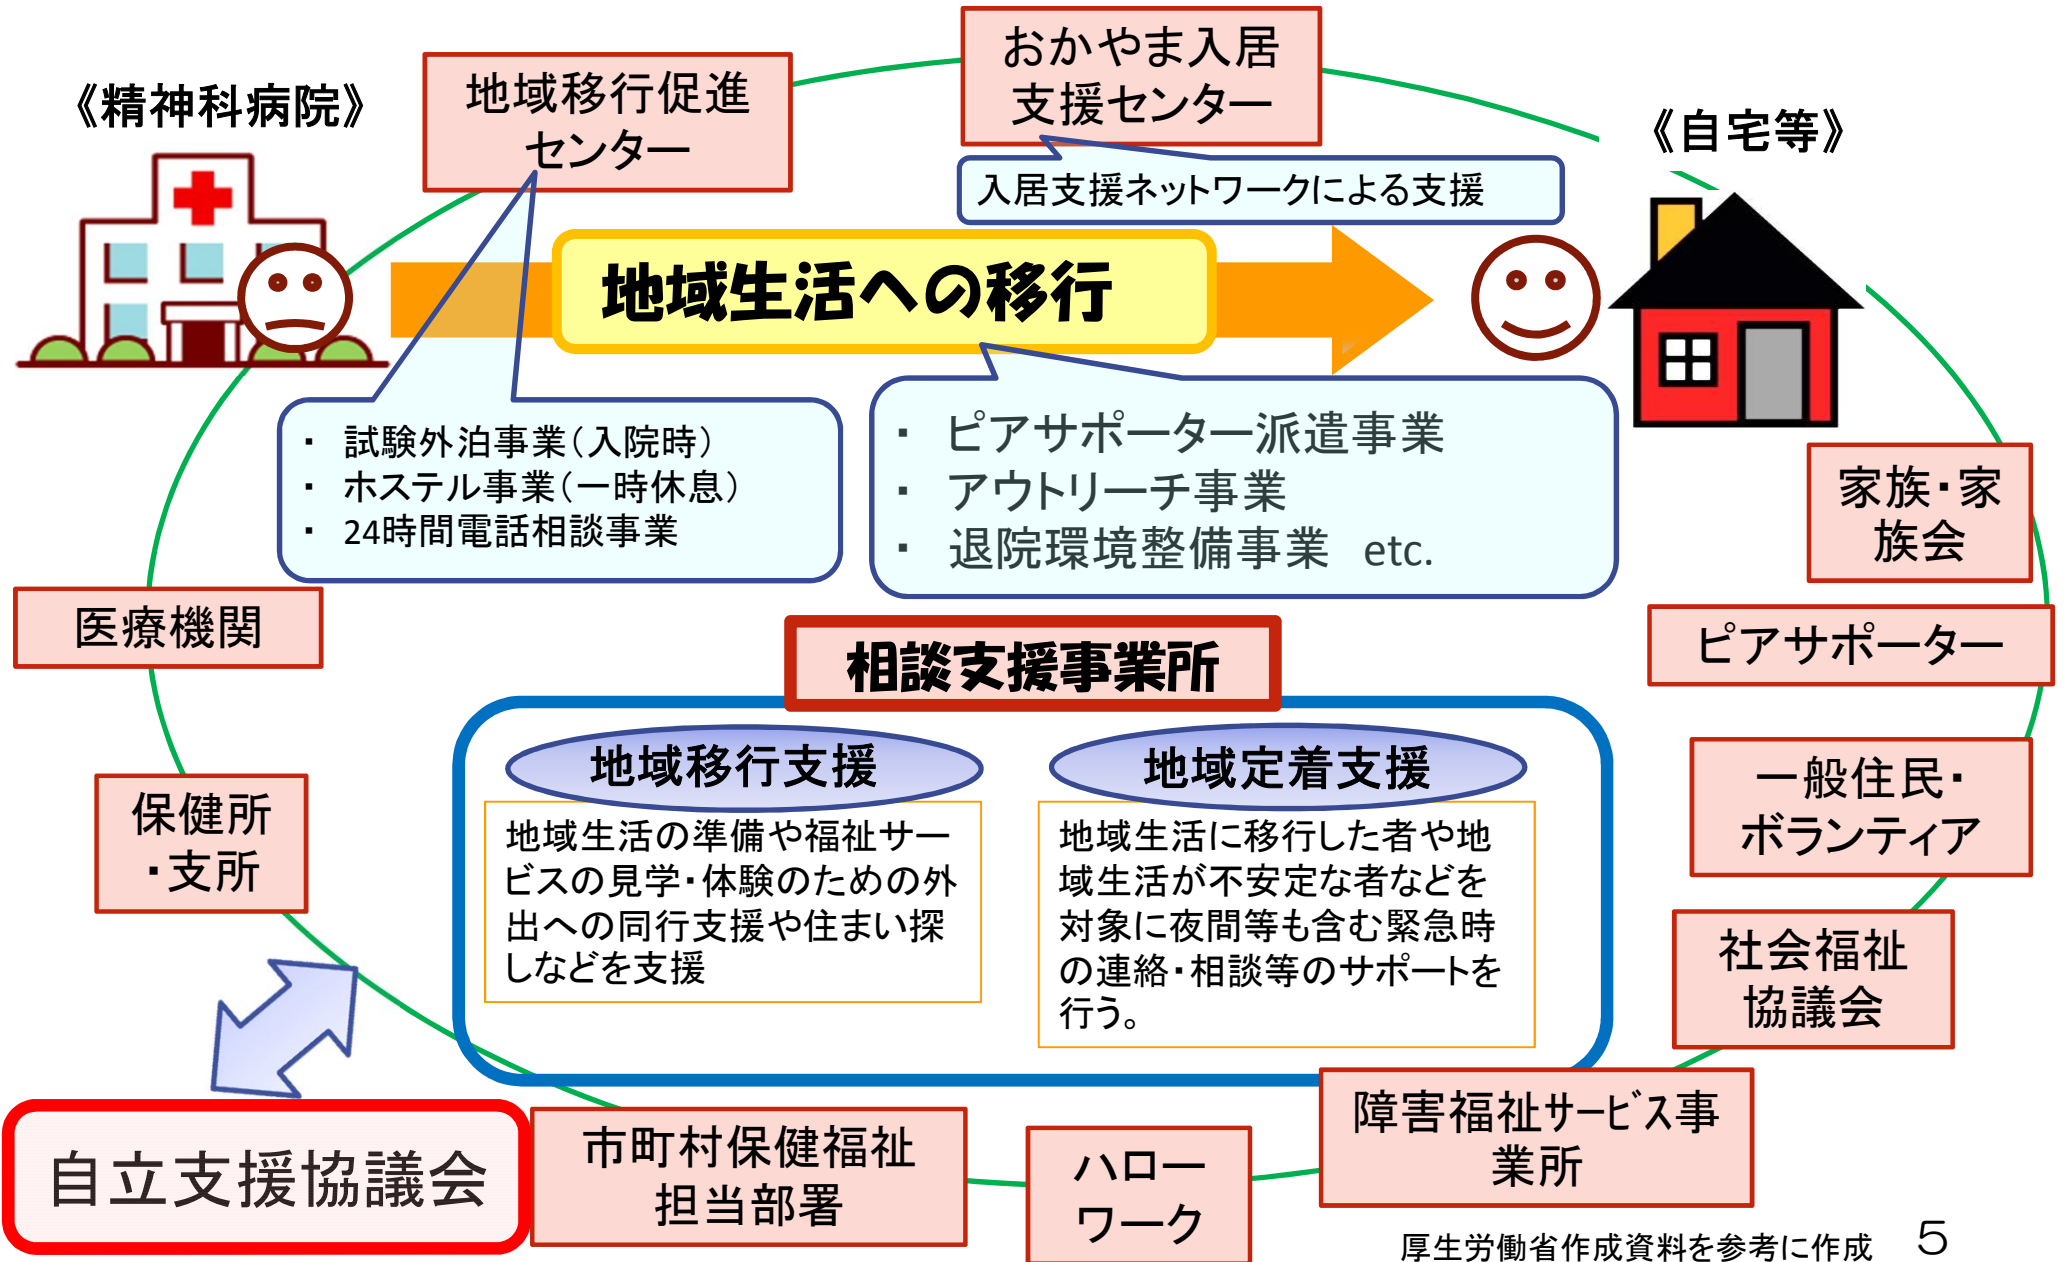 《精神科病院》
地域移行促進
センター
おかやま入居
支援センター
《自宅等》
入居支援ネットワークによる支援
地域生活への移行
・ 試験外泊事業（入院時）
・ ホステル事業（一時休息）
・ 24時間電話相談事業
・ ピアサポーター派遣事業
・ アウトリーチ事業
・ 退院環境整備事業 etc.
家族・家
族会
医療機関
ピアサポーター
相談支援事業所
地域移行支援
地域生活の準備や福祉サー
ビスの見学・体験のための外
出への同行支援や住まい探
しなどを支援
地域定着支援
地域生活に移行した者や地
域生活が不安定な者などを
対象に夜間等も含む緊急時
の連絡・相談等のサポートを
行う。
一般住民・
ボランティア
保健所
・支所
社会福祉
協議会
自立支援協議会
市町村保健福祉
担当部署
ハロー
ワーク
障害福祉サービス事
業所
厚生労働省作成資料を参考に作成
5